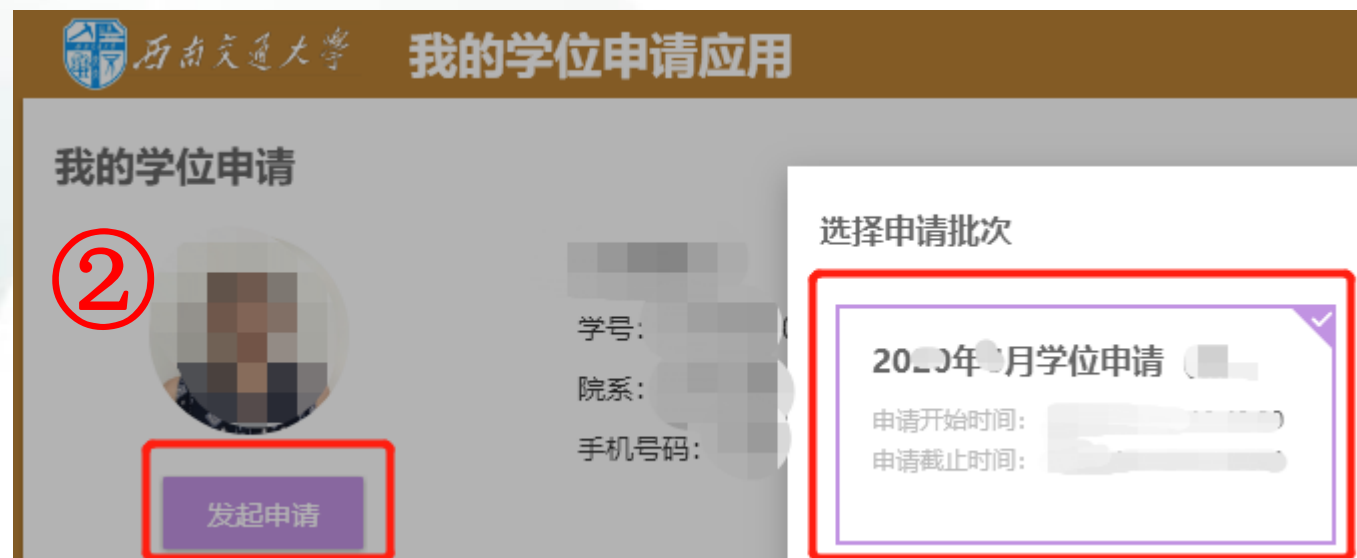 西南交通大学 我的学位申请应用
我的学位申请
②
学号:
院系:
手机号码:
发起申请
选择申请批次
年 月学位申请
申请开始时间:
申请截止时间: